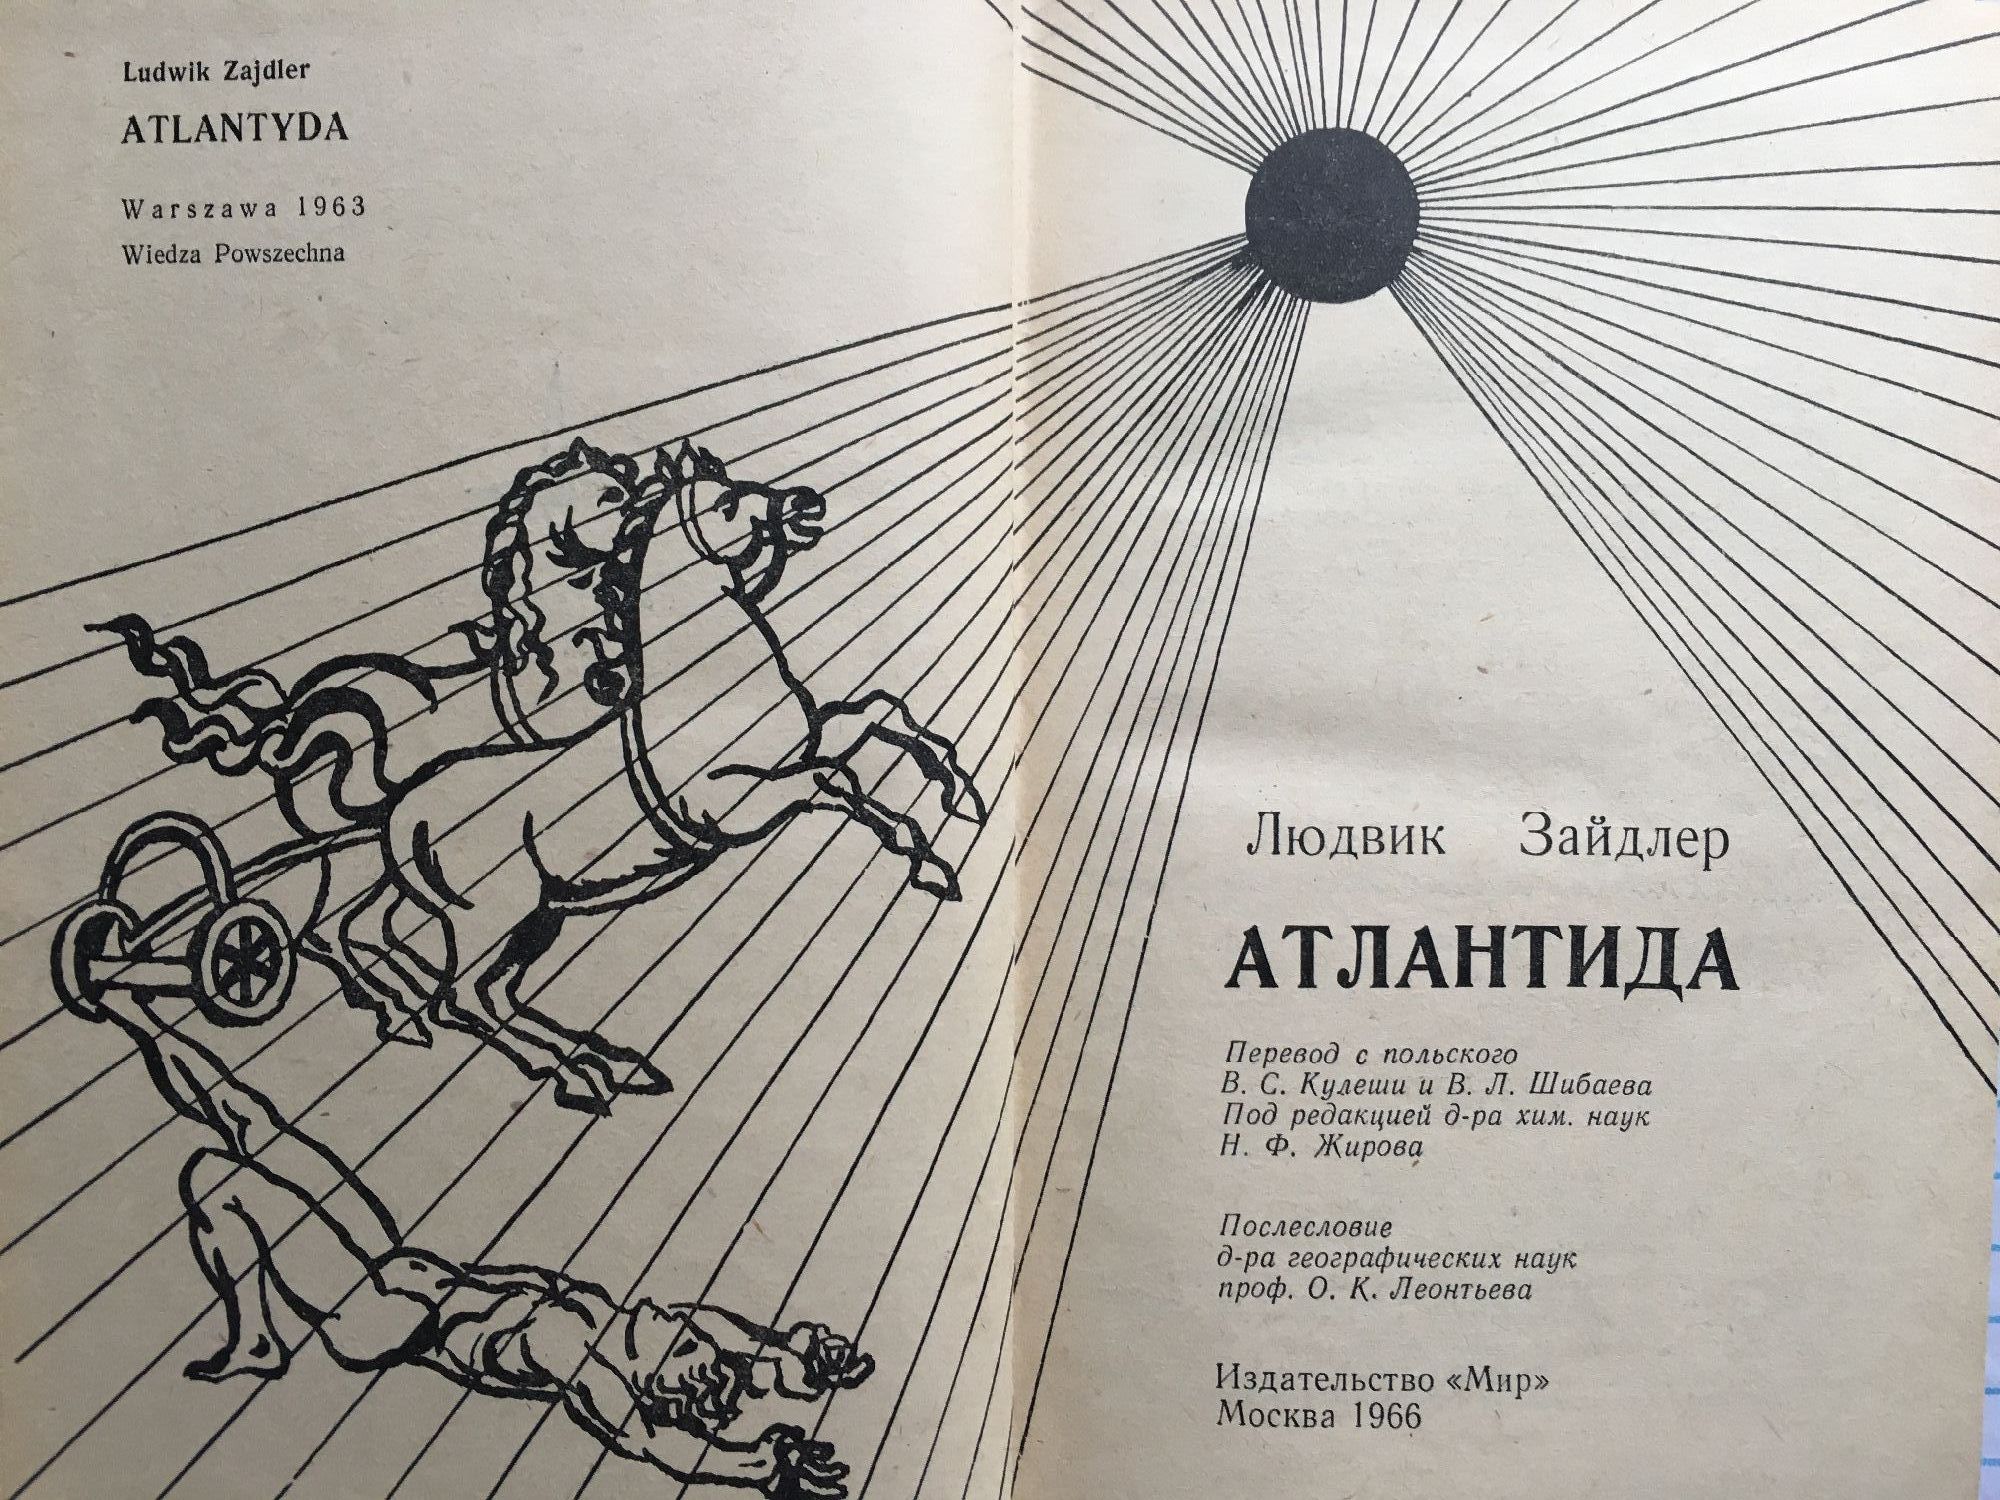 Ludwik Zajdler
ATLANTYDA
Warszawa 1963
Wiedza Powszechna
Людвик Зайдлер
АТЛАНТИДА
Перевод с польского
В. С. Кулеши и В. Л. Шибаева
Под редакцией д-ра хим. наук
Н. Ф. Жирова
Послесловие
д-ра географических наук
проф. О. К. Леонтьева
Издательство «Мир»
Москва 1966